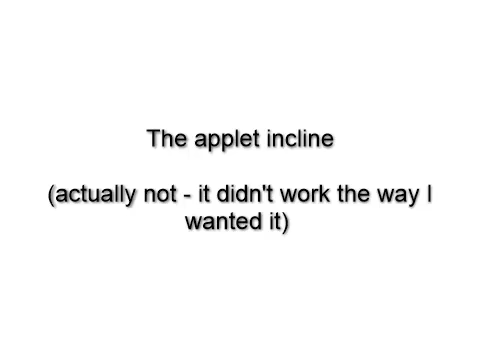 The applet incline
(actually not - it didn't work the way I
wanted it)